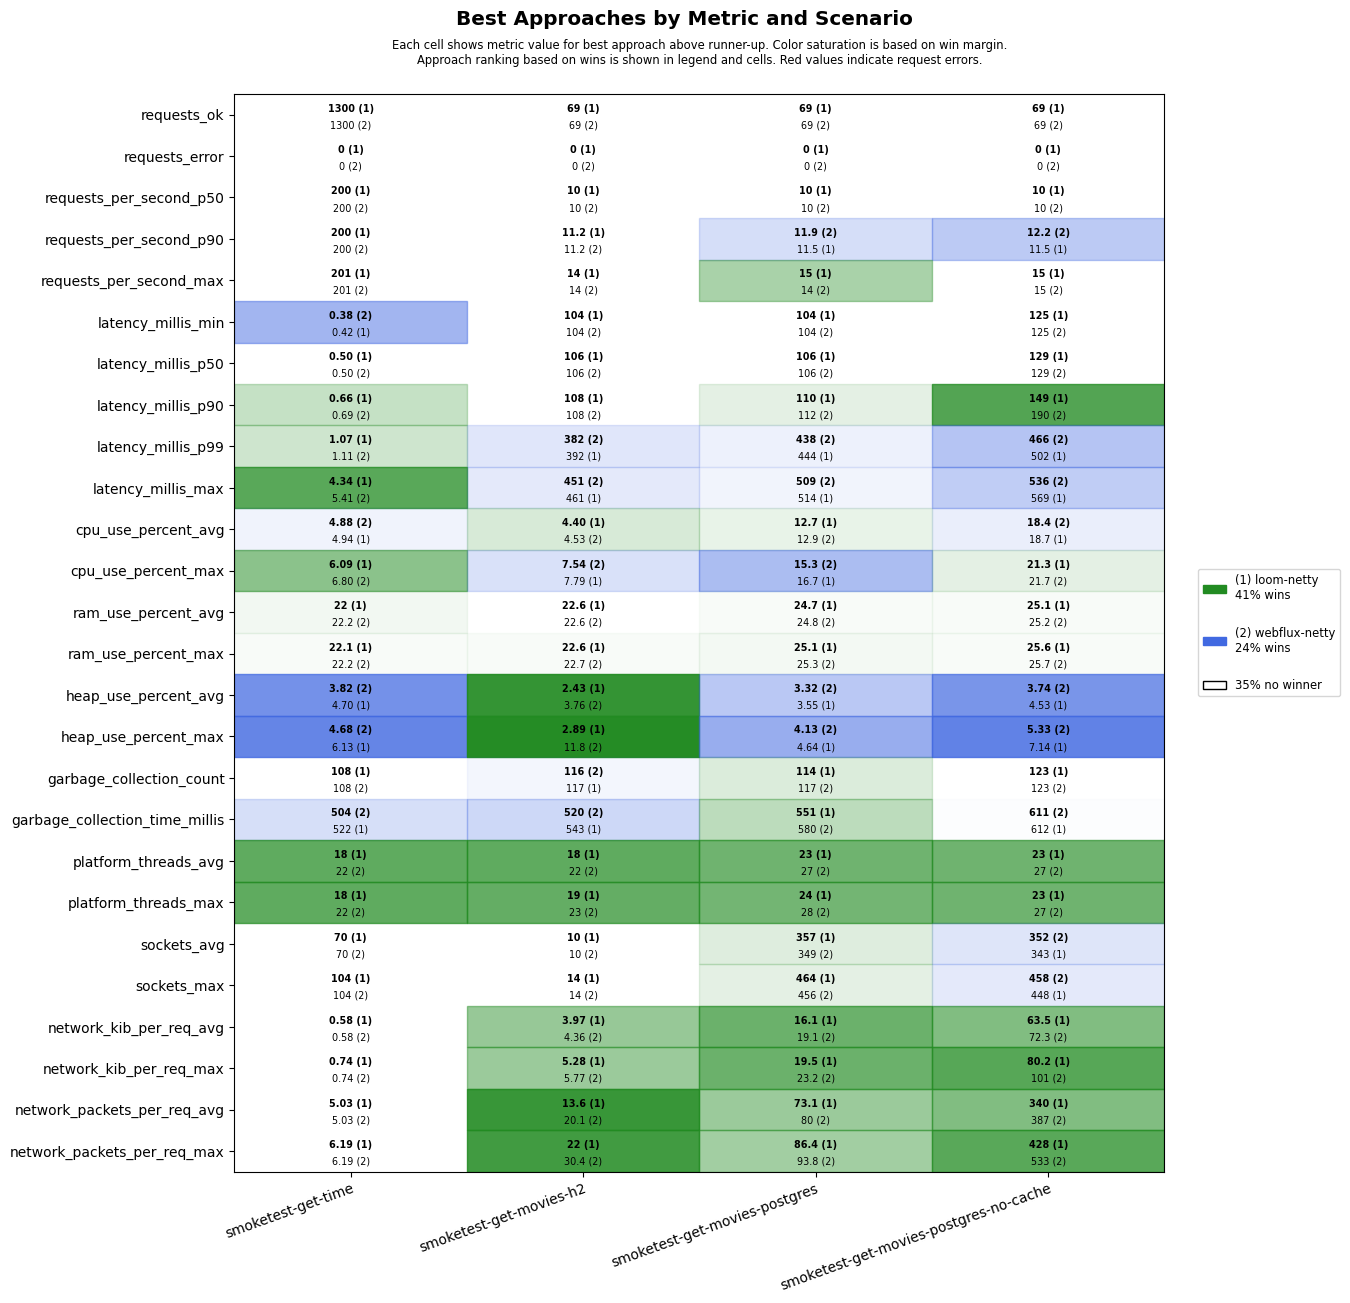 Best Approaches by Metric and Scenario
Each cell shows metric value for best approach above runner-up. Color saturation is based on win margin.
Approach ranking based on wins is shown in legend and cells. Red values indicate request errors.
requests_ok
1300 (1) 69 (1) 69 (1) 69 (1)
1300 (2) 69 (2) 69 (2) 69 (2)
requests_error
0 (1) 0 (1) 0 (1) 0 (1)
0 (2) 0 (2) 0 (2) 0 (2)
requests_per_second_p50
200 (1) 10 (1) 10 (1) 10 (1)
200 (2) 10 (2) 10 (2) 10 (2)
requests_per_second_p90
200 (1) 11.2 (1) 11.9 (2) 12.2 (2)
200 (2) 11.2 (2) 11.5 (1) 11.5 (1)
requests_per_second_max
201 (1) 14 (1) 15 (1) 15 (1)
201 (2) 14 (2) 14 (2) 15 (2)
latency_millis_min
0.38 (2) 104 (1) 104 (1) 125 (1)
0.42 (1) 104 (2) 104 (2) 125 (2)
latency_millis_p50
0.50 (1) 106 (1) 106 (1) 129 (1)
0.50 (2) 106 (2) 106 (2) 129 (2)
latency_millis_p90
0.66 (1) 108 (1) 110 (1) 149 (1)
0.69 (2) 108 (2) 112 (2) 190 (2)
latency_millis_p99
1.07 (1) 382 (2) 438 (2) 466 (2)
1.11 (2) 392 (1) 444 (1) 502 (1)
latency_millis_max
4.34 (1) 451 (2) 509 (2) 536 (2)
5.41 (2) 461 (1) 514 (1) 569 (1)
cpu_use_percent_avg
4.88 (2) 4.40 (1) 12.7 (1) 18.4 (2)
4.94 (1) 4.53 (2) 12.9 (2) 18.7 (1)
cpu_use_percent_max
6.09 (1) 7.54 (2) 15.3 (2) 21.3 (1)
6.80 (2) 7.79 (1) 16.7 (1) 21.7 (2)
ram_use_percent_avg
22 (1) 22.6 (1) 24.7 (1) 25.1 (1)
22.2 (2) 22.6 (2) 24.8 (2) 25.2 (2)
ram_use_percent_max
22.1 (1) 22.6 (1) 25.1 (1) 25.6 (1)
22.2 (2) 22.7 (2) 25.3 (2) 25.7 (2)
heap_use_percent_avg
3.82 (2) 2.43 (1) 3.32 (2) 3.74 (2)
4.70 (1) 3.76 (2) 3.55 (1) 4.53 (1)
heap_use_percent_max
4.68 (2) 2.89 (1) 4.13 (2) 5.33 (2)
6.13 (1) 11.8 (2) 4.64 (1) 7.14 (1)
garbage_collection_count
108 (1) 116 (2) 114 (1) 123 (1)
108 (2) 117 (1) 117 (2) 123 (2)
garbage_collection_time_millis
504 (2) 520 (2) 551 (1) 611 (2)
522 (1) 543 (1) 580 (2) 612 (1)
platform_threads_avg
18 (1) 18 (1) 23 (1) 23 (1)
22 (2) 22 (2) 27 (2) 27 (2)
platform_threads_max
18 (1) 19 (1) 24 (1) 23 (1)
22 (2) 23 (2) 28 (2) 27 (2)
sockets_avg
70 (1) 10 (1) 357 (1) 352 (2)
70 (2) 10 (2) 349 (2) 343 (1)
sockets_max
104 (1) 14 (1) 464 (1) 458 (2)
104 (2) 14 (2) 456 (2) 448 (1)
network_kib_per_req_avg
0.58 (1) 3.97 (1) 16.1 (1) 63.5 (1)
0.58 (2) 4.36 (2) 19.1 (2) 72.3 (2)
network_kib_per_req_max
0.74 (1) 5.28 (1) 19.5 (1) 80.2 (1)
0.74 (2) 5.77 (2) 23.2 (2) 101 (2)
network_packets_per_req_avg
5.03 (1) 13.6 (1) 73.1 (1) 340 (1)
5.03 (2) 20.1 (2) 80 (2) 387 (2)
network_packets_per_req_max
6.19 (1) 22 (1) 86.4 (1) 428 (1)
6.19 (2) 30.4 (2) 93.8 (2) 533 (2)
smoketest-get-time
smoketest-get-movies-h2
smoketest-get-movies-postgres
smoketest-get-movies-postgres-no-cache
(1) loom-netty
41% wins
(2) webflux-netty
24% wins
35% no winner